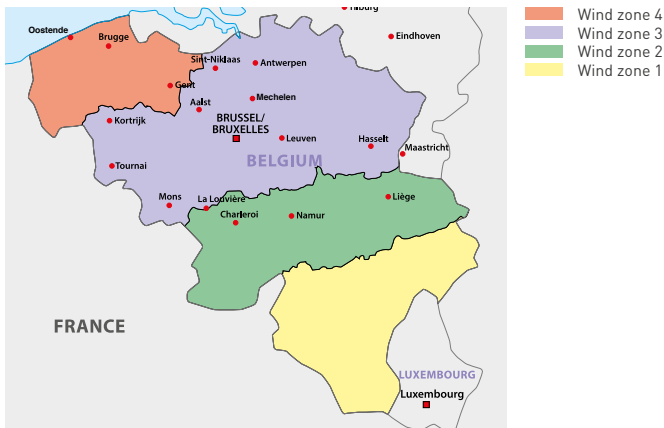 Tilburg
Oostende
Brugge
Eindhoven
Sint-Niklaas
Antwerpen
Gent
Mechelen
Aalst
BRUSSEL/
BRUXELLES
Kortrijk
Leuven
Hasselt
Maastricht
BELGIUM
Tournai
Mons
La Louvière
Liège
Charleroi
Namur
FRANCE
LUXEMBOURG
Luxembourg
Wind zone 4
Wind zone 3
Wind zone 2
Wind zone 1